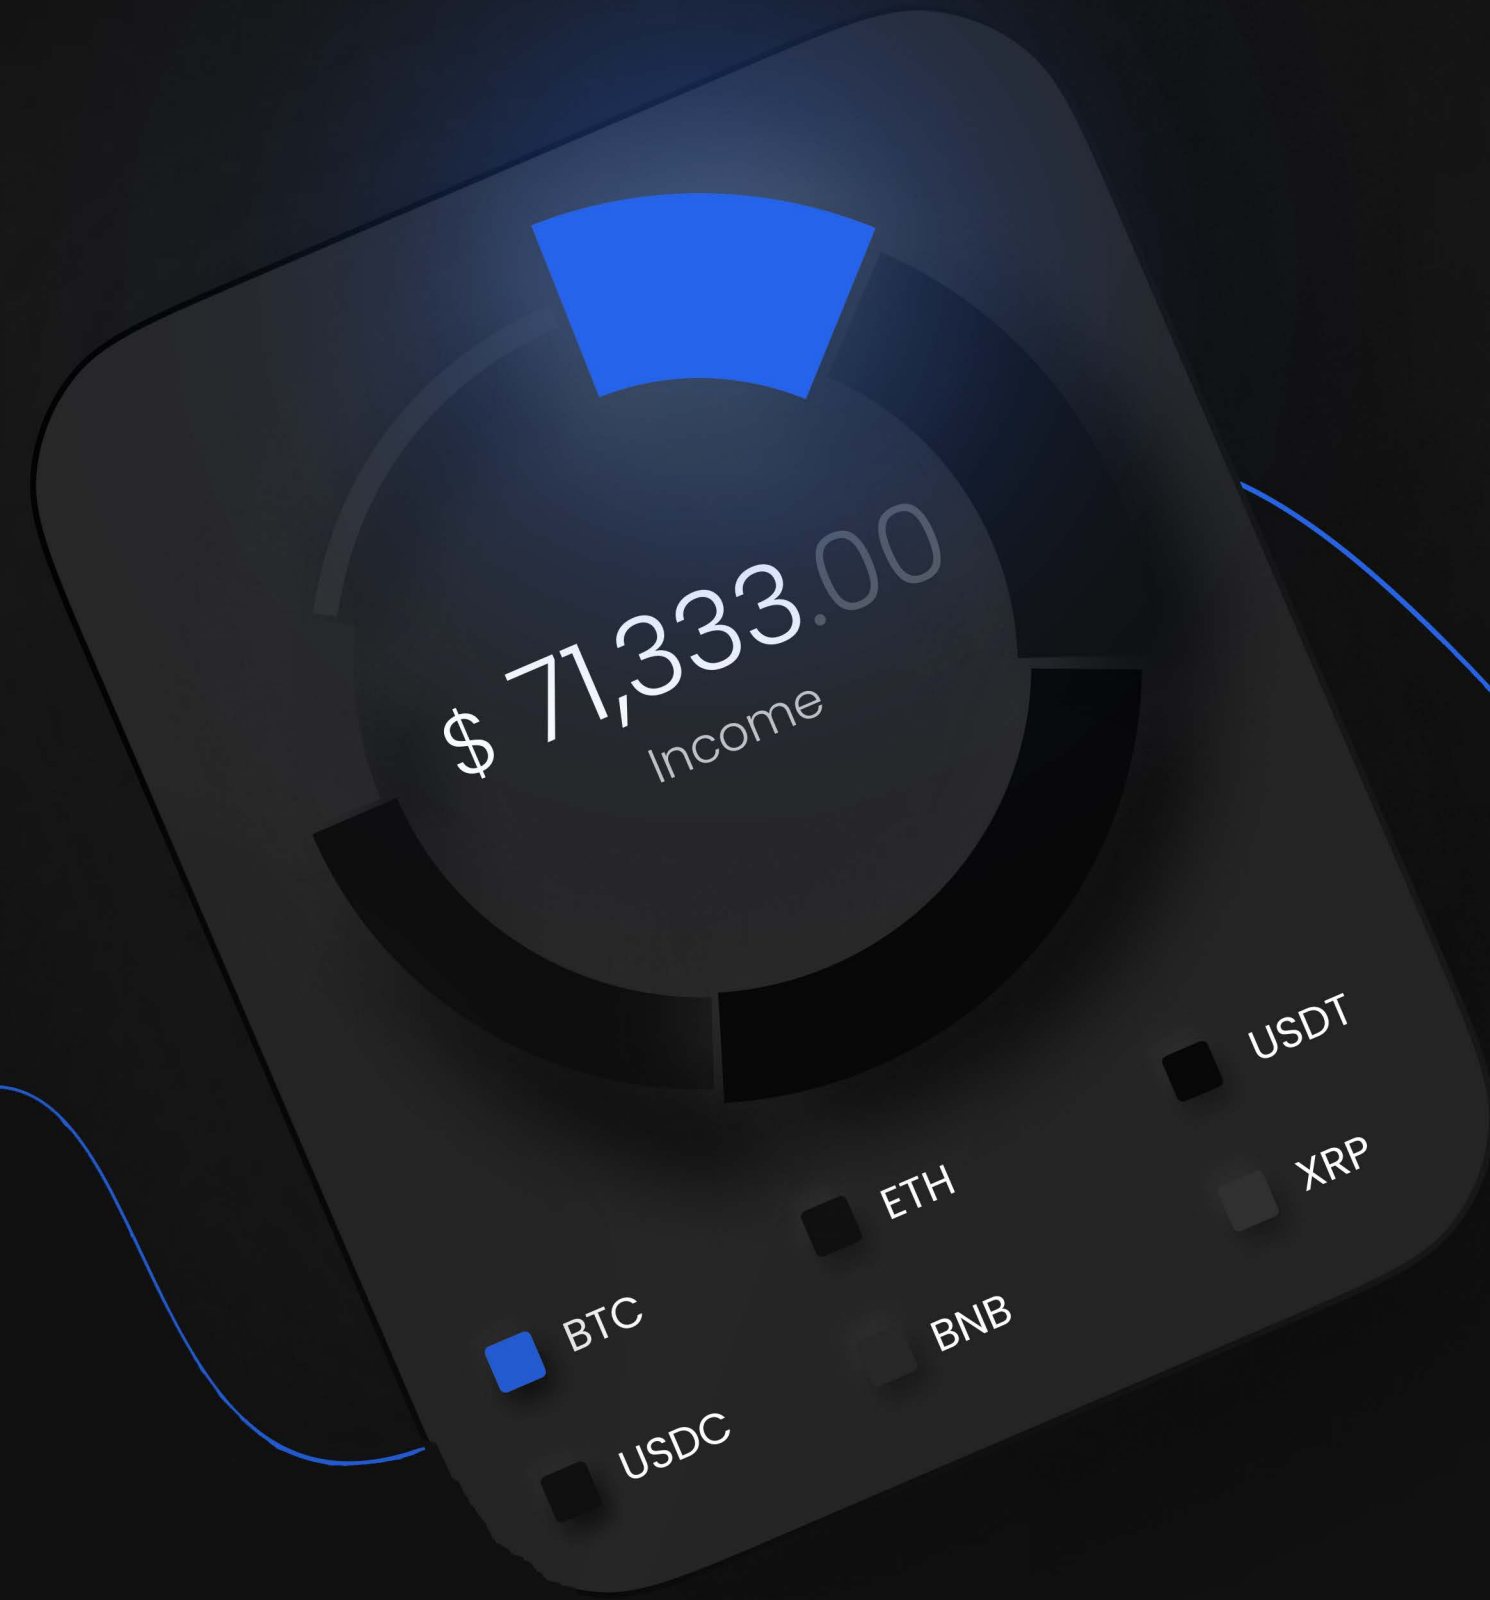 $ 71,333.00
Income
BTC
ETH
USDT
USDC
BNB
XRP